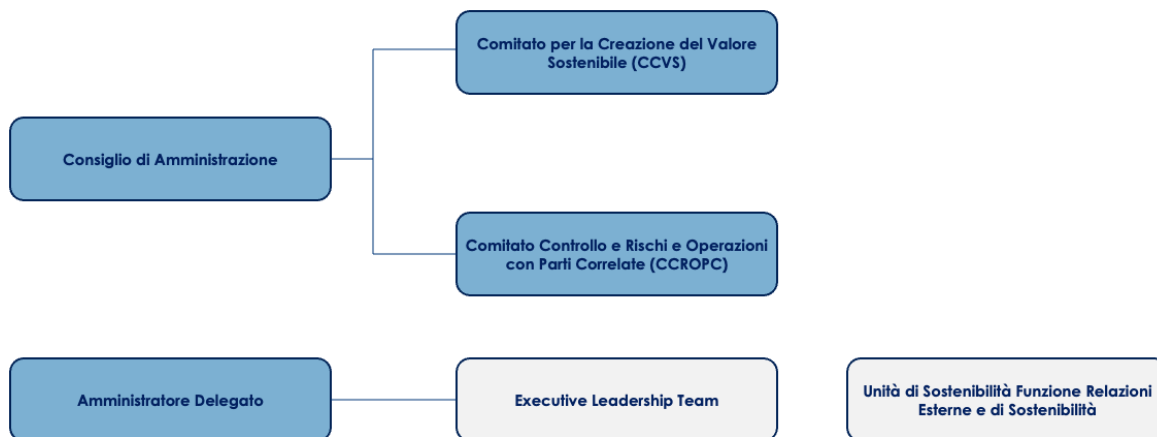 Comitato per la Creazione del Valore
Sostenibile (CCVS)
Consiglio di Amministrazione
Comitato Controllo e Rischi e Operazioni
con Parti Correlate (CCROPC)
Amministratore Delegato
Executive Leadership Team
Unità di Sostenibilità Funzione Relazioni
Esterne e di Sostenibilità